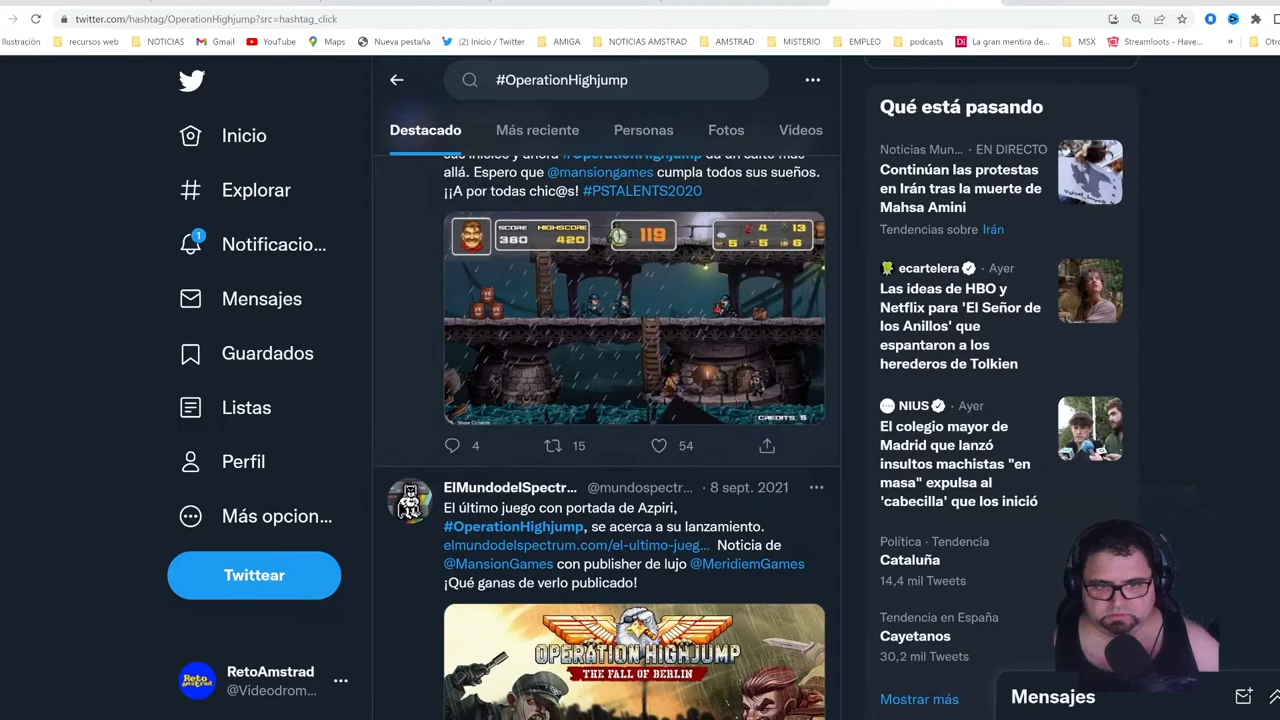 twitter.com/hashtag/OperationHighjump?src=hashtag_click
lustración
recursos web
NOTICIAS
Gmail
YouTube
Maps
Nueva pestaña
(2) Inicio / Twitter
AMIGA
NOTICIAS AMSTRAD
AMSTRAD
MISTERIO
EMPLEO
podcasts
La gran mentira de...
MSX
Streamloots - Have...
»
Otro
Inicio
Explorar
1
Notificacio...
Mensajes
Guardados
Listas
Perfil
Más opcion...
Twittear
RetoAmstrad
@Videodrom...
Reto
Amstrad
#OperationHighjump
Destacado
Más reciente
Personas
Fotos
Videos
sus inicios y ahora #OperationHighjump da un salto más
allá. Espero que @mansiongames cumpla todos sus sueños.
¡¡A por todas chic@s! #PSTALENTS2020
SCORE HIGHSCORE
380 420
119
4 13
5 5 6
CREDITS, 5
4
15
54
ElMundodelSpectr... @mundospectr... · 8 sept. 2021
El último juego con portada de Azpiri,
#OperationHighjump, se acerca a su lanzamiento.
elmundodelspectrum.com/el-ultimo-jueg... Noticia de
@MansionGames con publisher de lujo @MeridiemGames
¡Qué ganas de verlo publicado!
OPERATION HIGHJUMP
THE FALL OF BERLIN
Qué está pasando
Noticias Mun... · EN DIRECTO
Continúan las protestas
en Irán tras la muerte de
Mahsa Amini
Tendencias sobre Irán
ecartelera · Ayer
Las ideas de HBO y
Netflix para 'El Señor de
los Anillos' que
espantaron a los
herederos de Tolkien
NIUS · Ayer
El colegio mayor de
Madrid que lanzó
insultos machistas "en
masa" expulsa al
'cabecilla' que los inició
Política · Tendencia
Cataluña
14,4 mil Tweets
Tendencia en España
Cayetanos
30,2 mil Tweets
Mostrar más
Mensajes